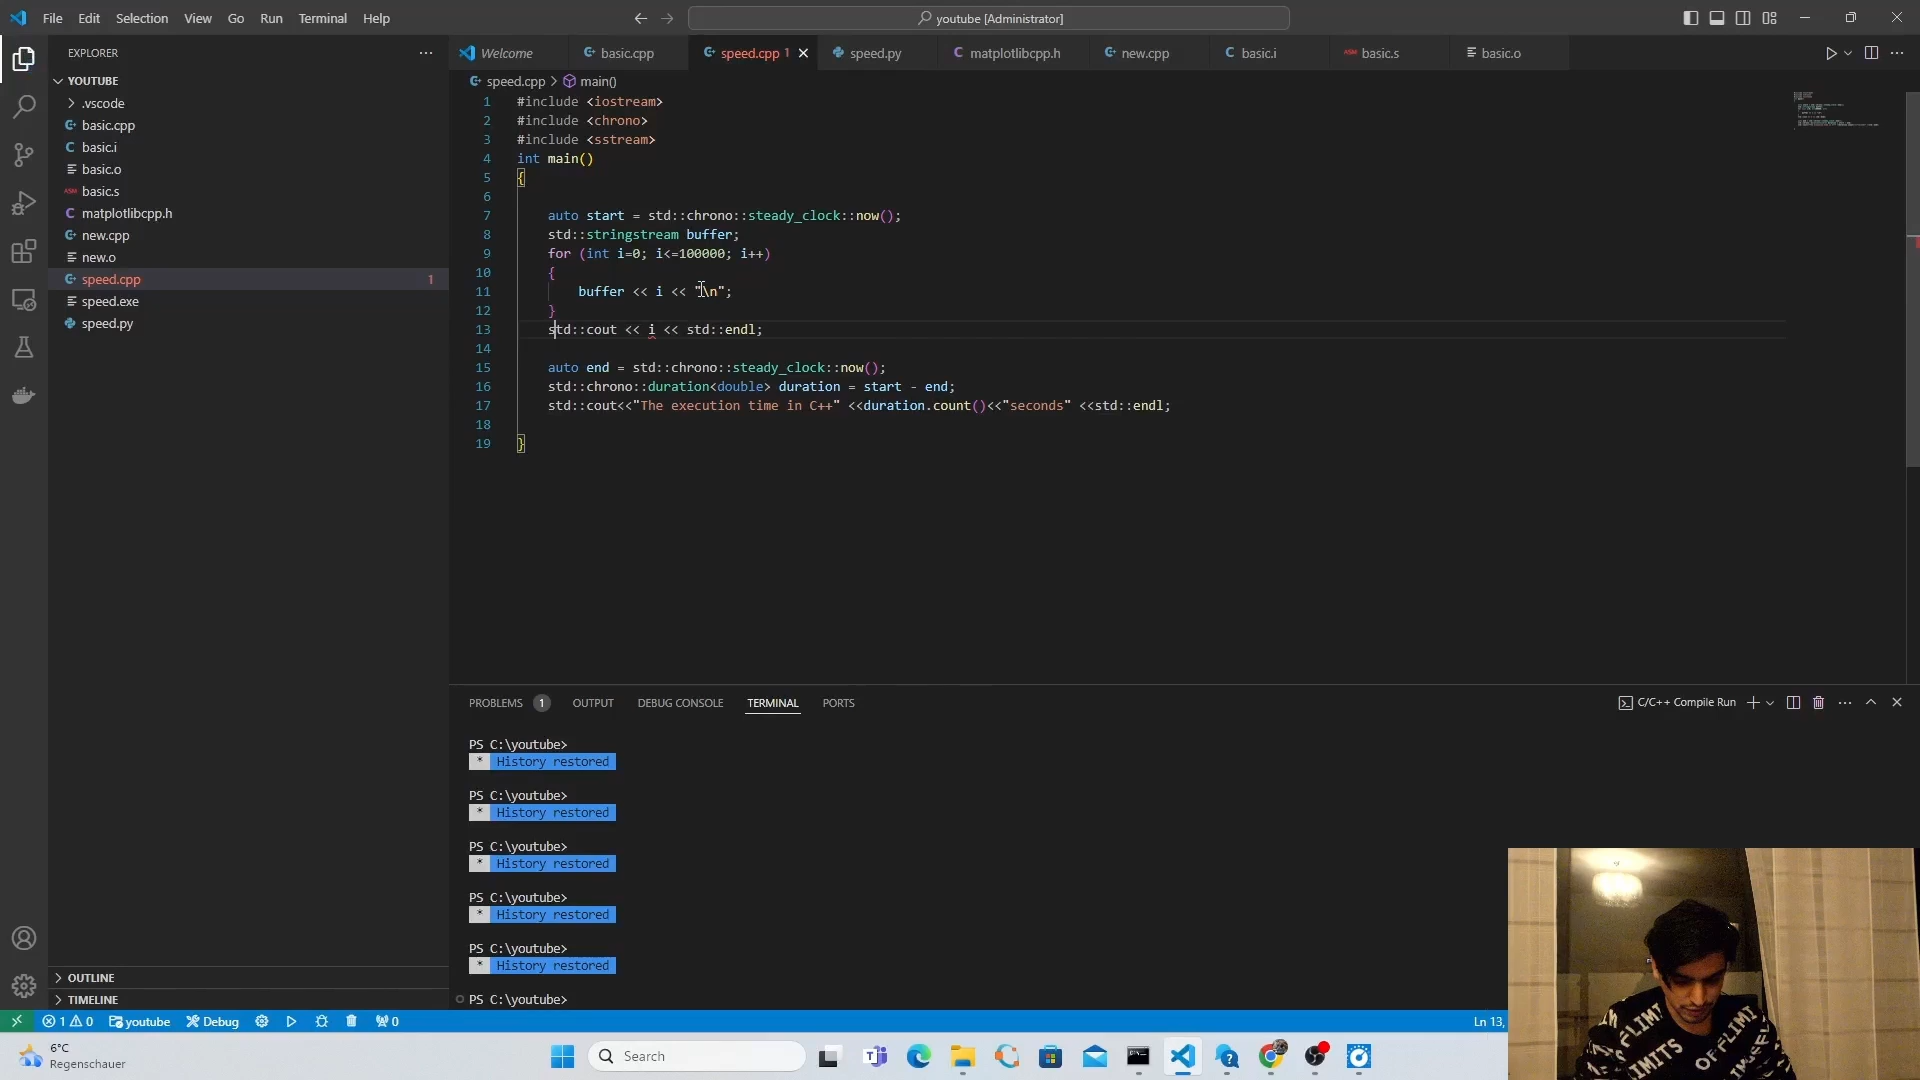 File Edit Selection View Go Run Terminal Help
youtube [Administrator]
EXPLORER
Welcome basic.cpp speed.cpp 1 speed.py matplotlibcpp.h new.cpp basic.i basic.s basic.o
YOUTUBE
.vscode
basic.cpp
basic.i
basic.o
basic.s
matplotlibcpp.h
new.cpp
new.o
speed.cpp 1
speed.exe
speed.py
OUTLINE
TIMELINE
speed.cpp > main()
1 #include <iostream>
2 #include <chrono>
3 #include <sstream>
4 int main()
5 {
6
7 auto start = std::chrono::steady_clock::now();
8 std::stringstream buffer;
9 for (int i=0; i<=100000; i++)
10 {
11 buffer << i << "\n";
12 }
13 std::cout << i << std::endl;
14
15 auto end = std::chrono::steady_clock::now();
16 std::chrono::duration<double> duration = start - end;
17 std::cout<<"The execution time in C++" <<duration.count()<<"seconds" <<std::endl;
18
19 }
PROBLEMS 1 OUTPUT DEBUG CONSOLE TERMINAL PORTS
C/C++ Compile Run
PS C:\youtube>
* History restored
PS C:\youtube>
* History restored
PS C:\youtube>
* History restored
PS C:\youtube>
* History restored
PS C:\youtube>
* History restored
PS C:\youtube>
1 0 youtube Debug 0
Ln 13,
6°C
Regenschauer
Search
OFFLIMITS